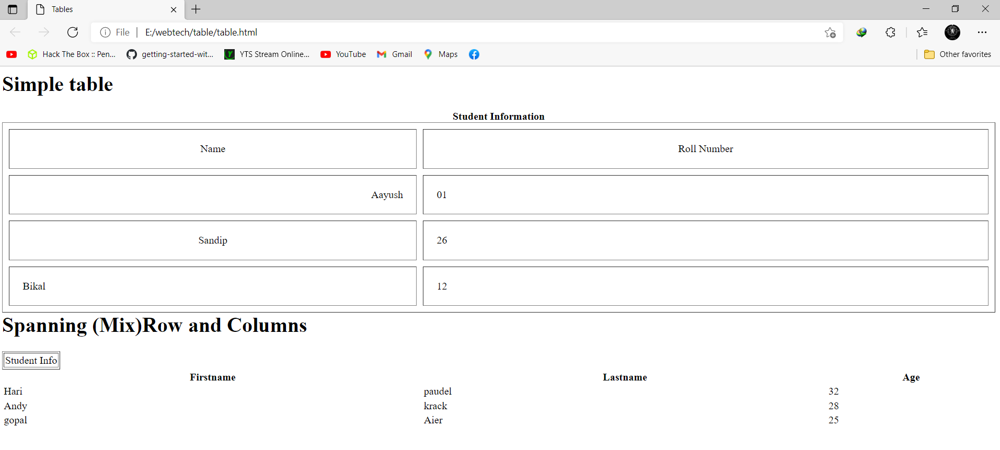 Tables
File E:/webtech/table/table.html
Hack The Box :: Pen... getting-started-wit... YTS Stream Online... YouTube Gmail Maps Other favorites
Simple table
Student Information
Name Roll Number
Aayush 01
Sandip 26
Bikal 12
Spanning (Mix)Row and Columns
Student Info
Firstname Lastname Age
Hari paudel 32
Andy krack 28
gopal Aier 25